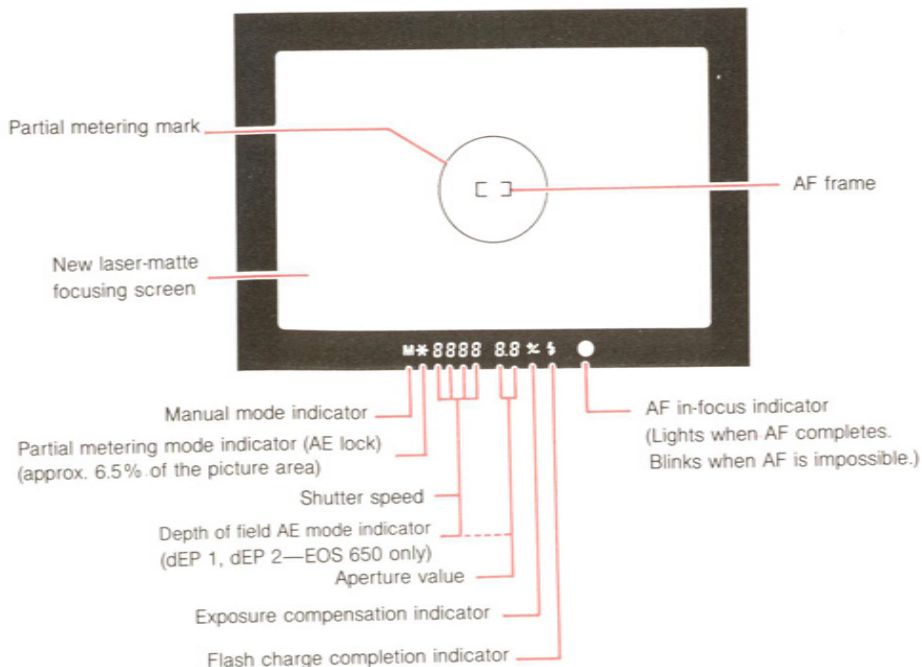 Partial metering mark
AF frame
New laser-matte
focusing screen
M✱8888 8.8
Manual mode indicator
Partial metering mode indicator (AE lock)
(approx. 6.5% of the picture area)
Shutter speed
Depth of field AE mode indicator
(dEP 1, dEP 2—EOS 650 only)
Aperture value
Exposure compensation indicator
Flash charge completion indicator
AF in-focus indicator
(Lights when AF completes.
Blinks when AF is impossible.)